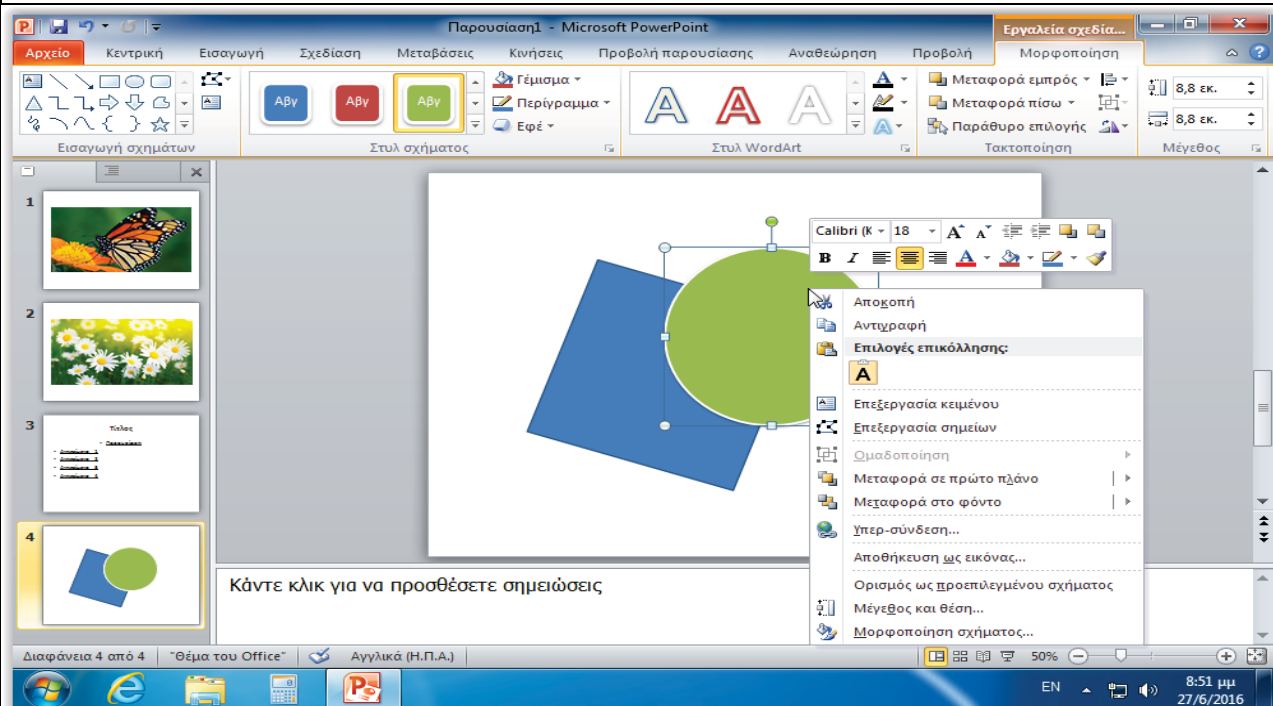 Παρουσίαση1 - Microsoft PowerPoint
Εργαλεία σχεδία...
Αρχείο Κεντρική Εισαγωγή Σχεδίαση Μεταβάσεις Κινήσεις Προβολή παρουσίασης Αναθεώρηση Προβολή Μορφοποίηση
Αβγ Αβγ Αβγ
Γέμισμα
Περίγραμμα
Εφέ
Μεταφορά εμπρός
Μεταφορά πίσω
Παράθυρο επιλογής
8,8 εκ.
8,8 εκ.
Εισαγωγή σχημάτων Στυλ σχήματος Στυλ WordArt Τακτοποίηση Μέγεθος
1
2
3
Τίτλος
4
Calibri (Κ 18
B I
Αποκοπή
Αντιγραφή
Επιλογές επικόλλησης:
A
Επεξεργασία κειμένου
Επεξεργασία σημείων
Ομαδοποίηση
Μεταφορά σε πρώτο πλάνο
Μεταφορά στο φόντο
Υπερ-σύνδεση...
Αποθήκευση ως εικόνας...
Ορισμός ως προεπιλεγμένου σχήματος
Μέγεθος και θέση...
Μορφοποίηση σχήματος...
Κάντε κλικ για να προσθέσετε σημειώσεις
Διαφάνεια 4 από 4 "Θέμα του Office" Αγγλικά (Η.Π.Α.) 50%
EN 8:51 μμ
27/6/2016